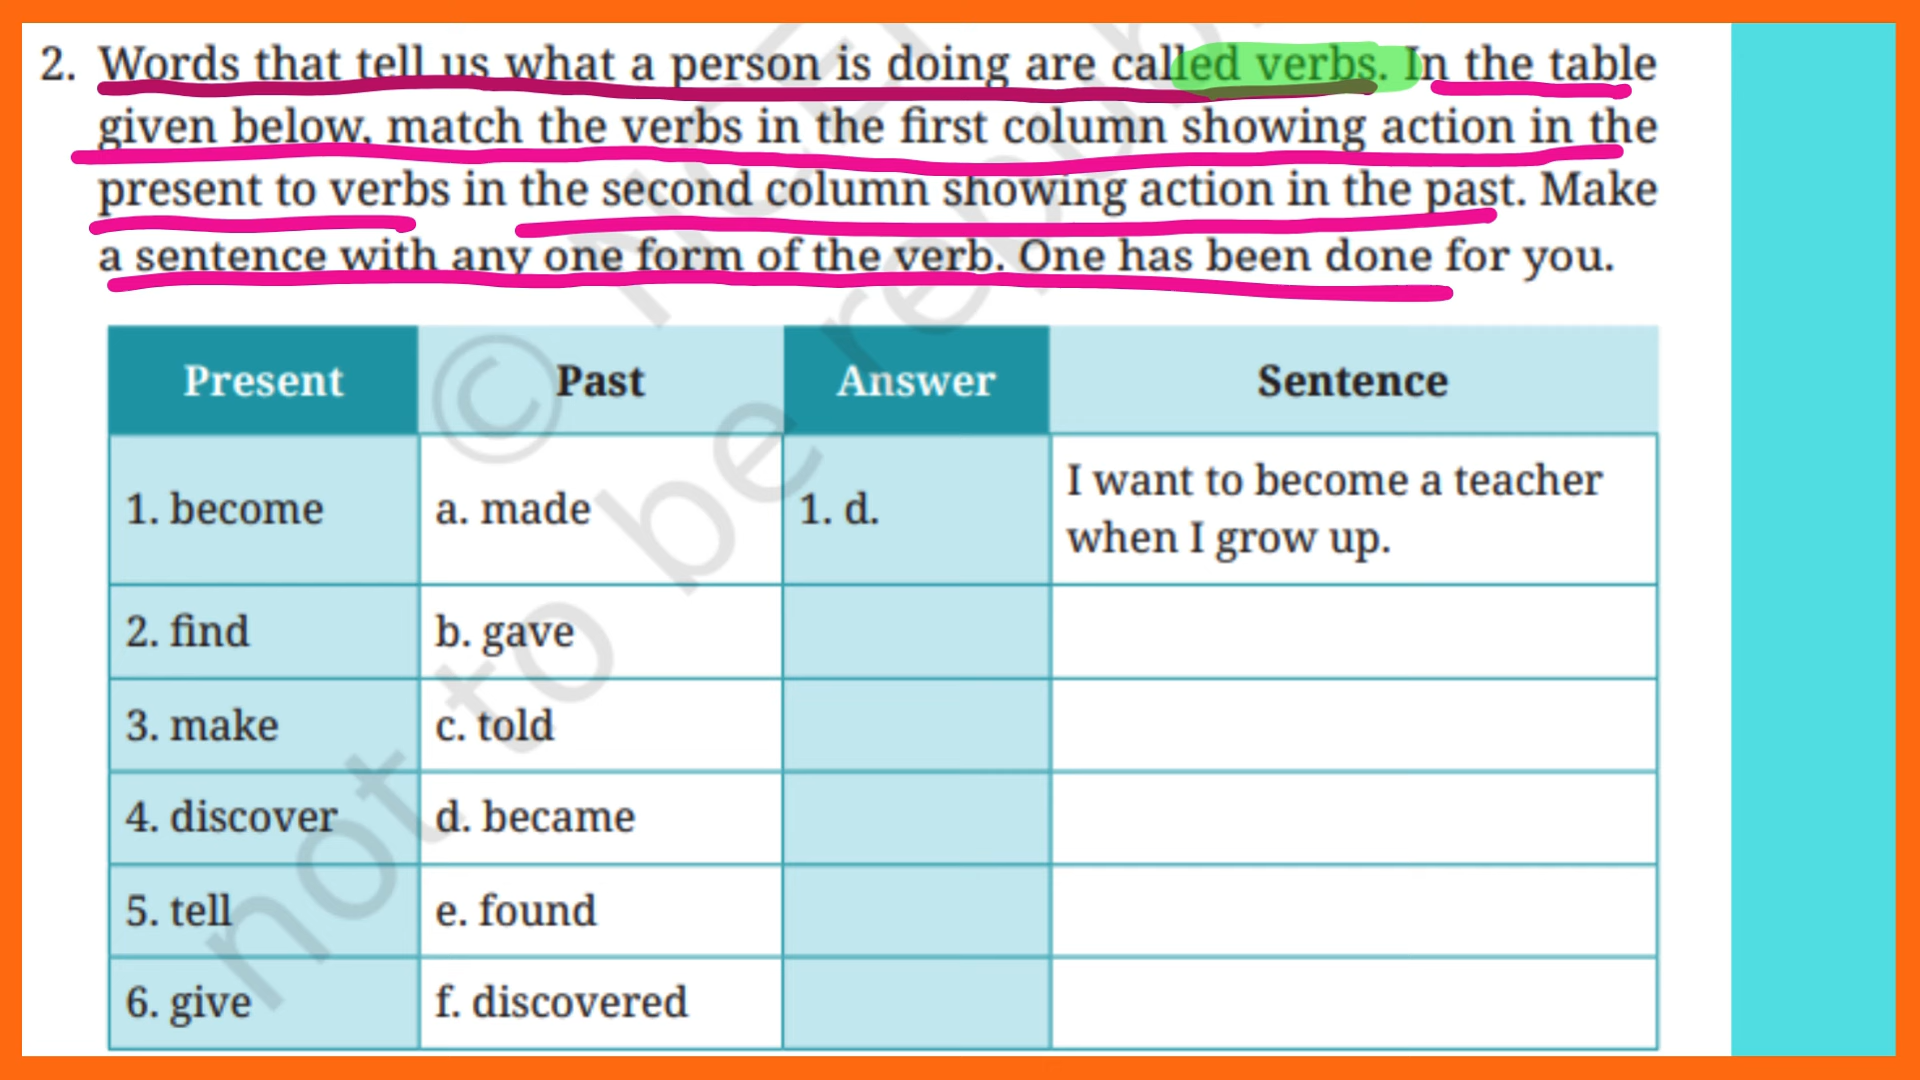 2. Words that tell us what a person is doing are called verbs. In the table
given below, match the verbs in the first column showing action in the
present to verbs in the second column showing action in the past. Make
a sentence with any one form of the verb. One has been done for you.
Present Past Answer Sentence
1. become a. made 1. d. I want to become a teacher
when I grow up.
2. find b. gave
3. make c. told
4. discover d. became
5. tell e. found
6. give f. discovered
not to be